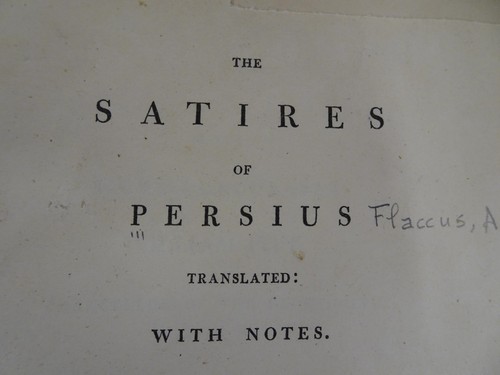 THE
SATIRES
OF
PERSIUS Flaccus, A
TRANSLATED:
WITH NOTES.